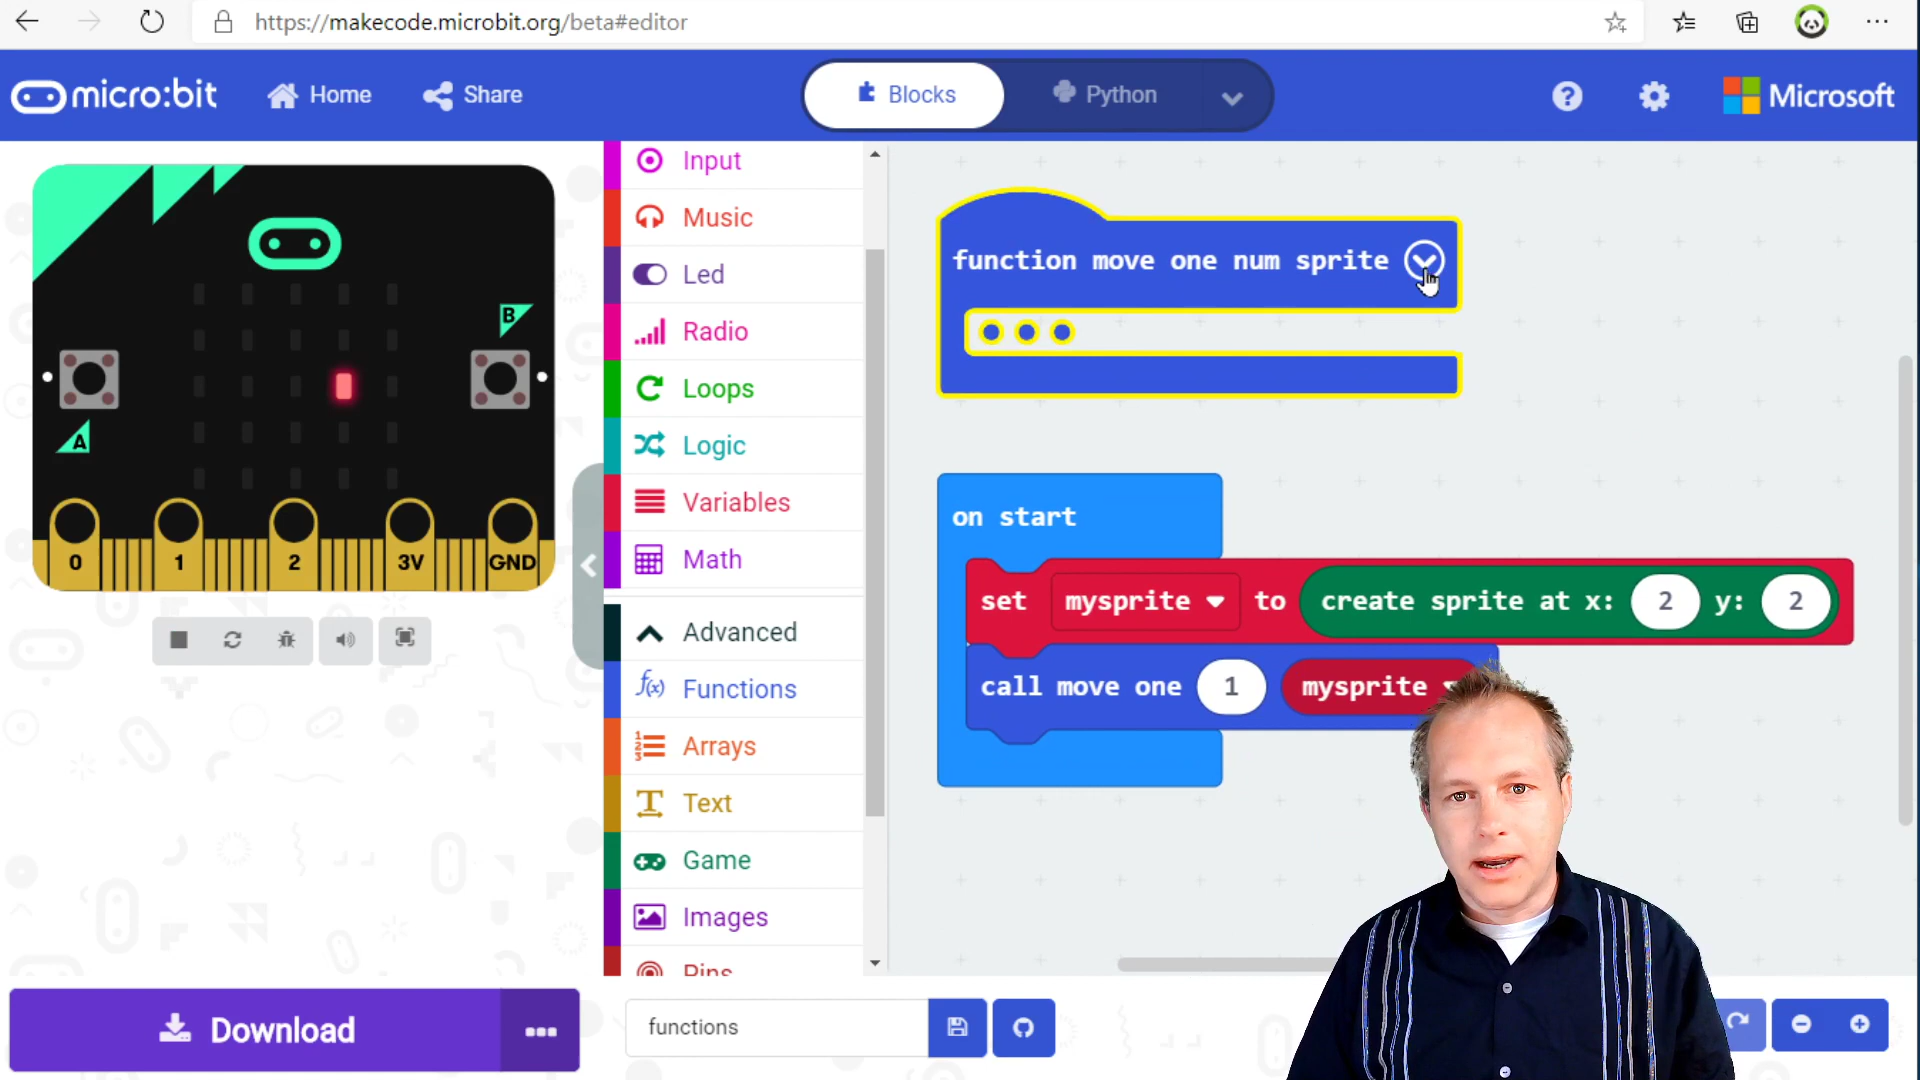 https://makecode.microbit.org/beta#editor
micro:bit
Home
Share
Blocks
Python
Microsoft
B
A
0 1 2 3V GND
Input
Music
Led
Radio
Loops
Logic
Variables
Math
Advanced
Functions
Arrays
Text
Game
Images
Pins
function move one num sprite
on start
set mysprite to create sprite at x: 2 y: 2
call move one 1 mysprite
Download
functions